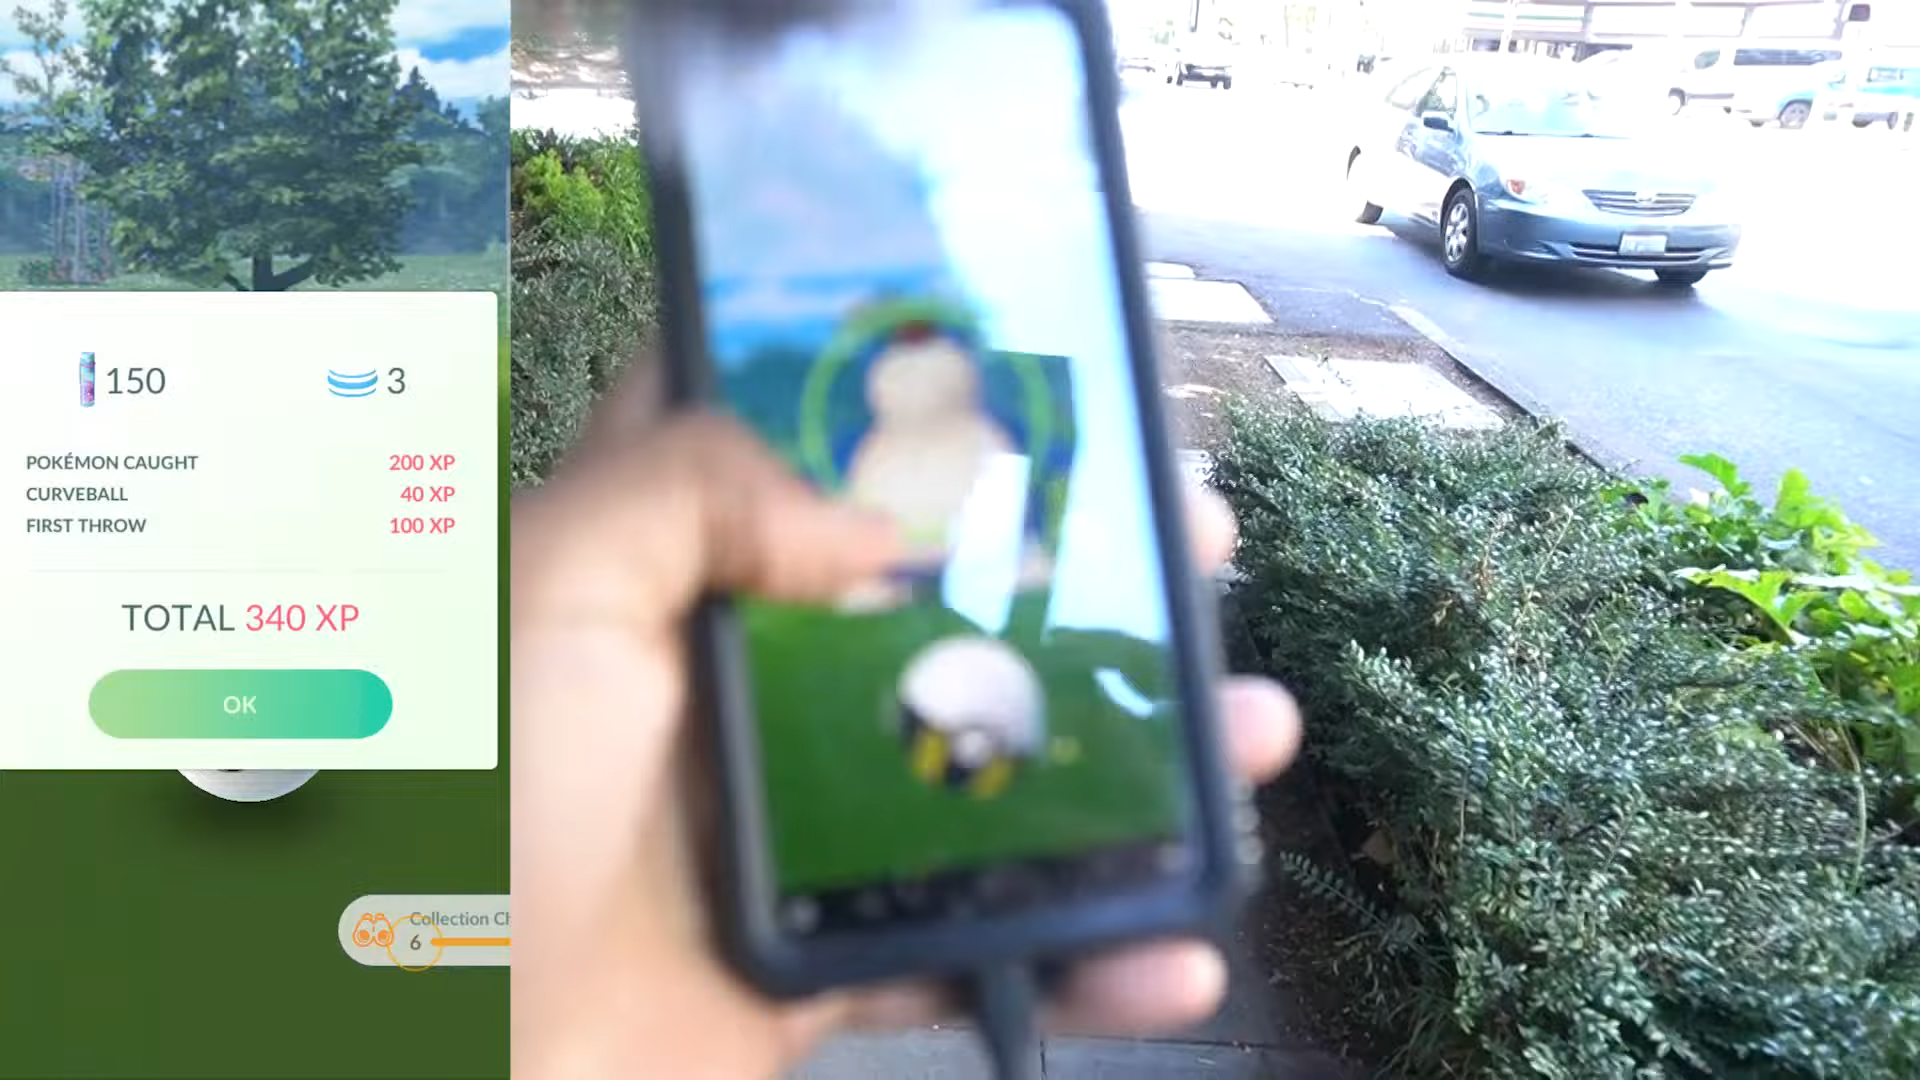 150
3
POKÉMON CAUGHT 200 XP
CURVEBALL 40 XP
FIRST THROW 100 XP
TOTAL 340 XP
OK
Collection Ch
6